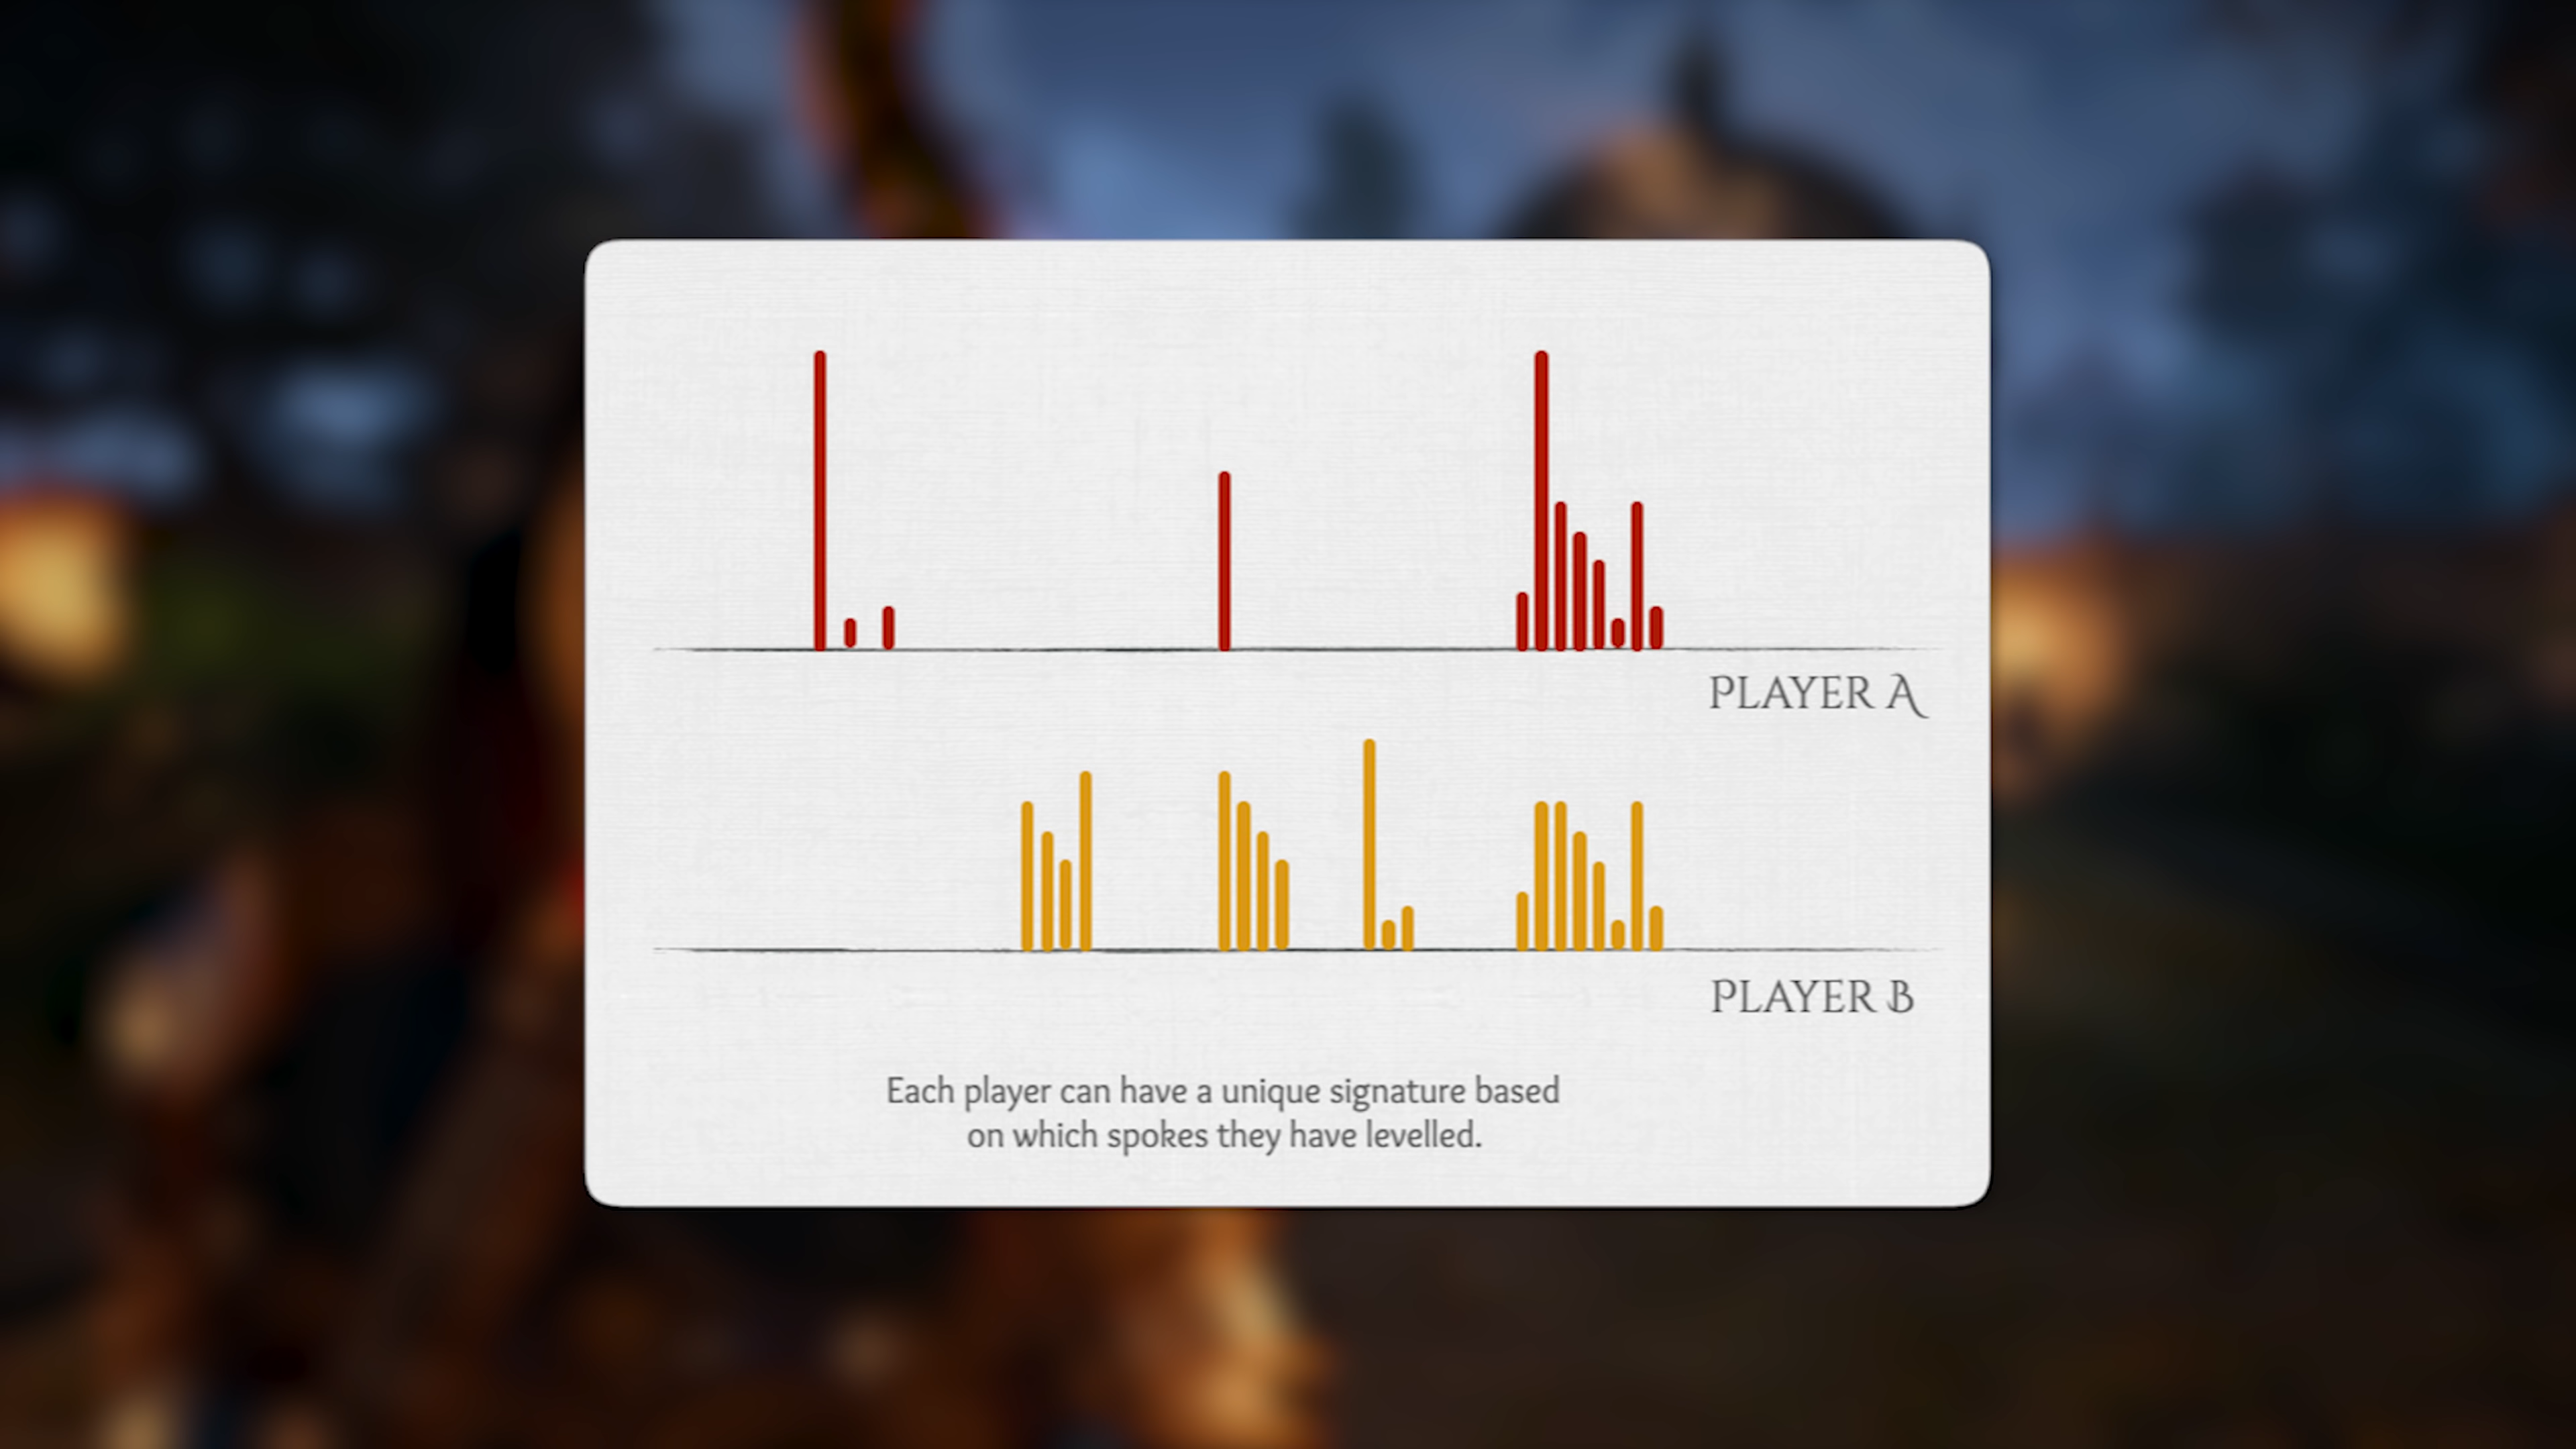 PLAYER A
PLAYER B
Each player can have a unique signature based
on which spokes they have levelled.